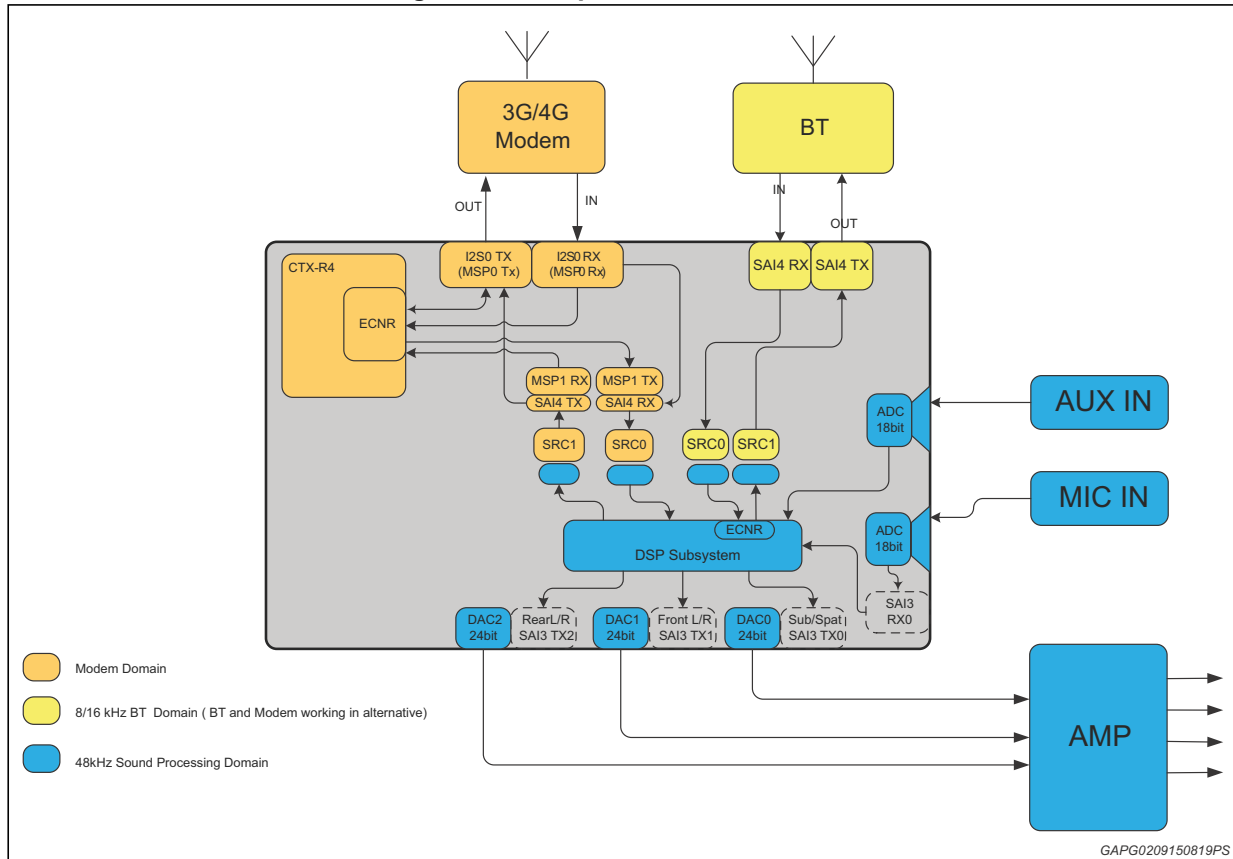 3G/4G
Modem
BT
OUT
IN
IN
OUT
I2S0 TX
(MSP0 Tx)
I2S0 RX
(MSP0 Rx)
SAI4 RX
SAI4 TX
CTX-R4
ECNR
MSP1 RX
MSP1 TX
SAI4 TX
SAI4 RX
SRC1
SRC0
SRC0
SRC1
ADC
18bit
AUX IN
MIC IN
ECNR
DSP Subsystem
ADC
18bit
SAI3
RX0
DAC2
24bit
RearL/R
SAI3 TX2
DAC1
24bit
Front L/R
SAI3 TX1
DAC0
24bit
Sub/Spat
SAI3 TX0
Modem Domain
8/16 kHz BT Domain ( BT and Modem working in alternative)
48kHz Sound Processing Domain
AMP
GAPG0209150819PS